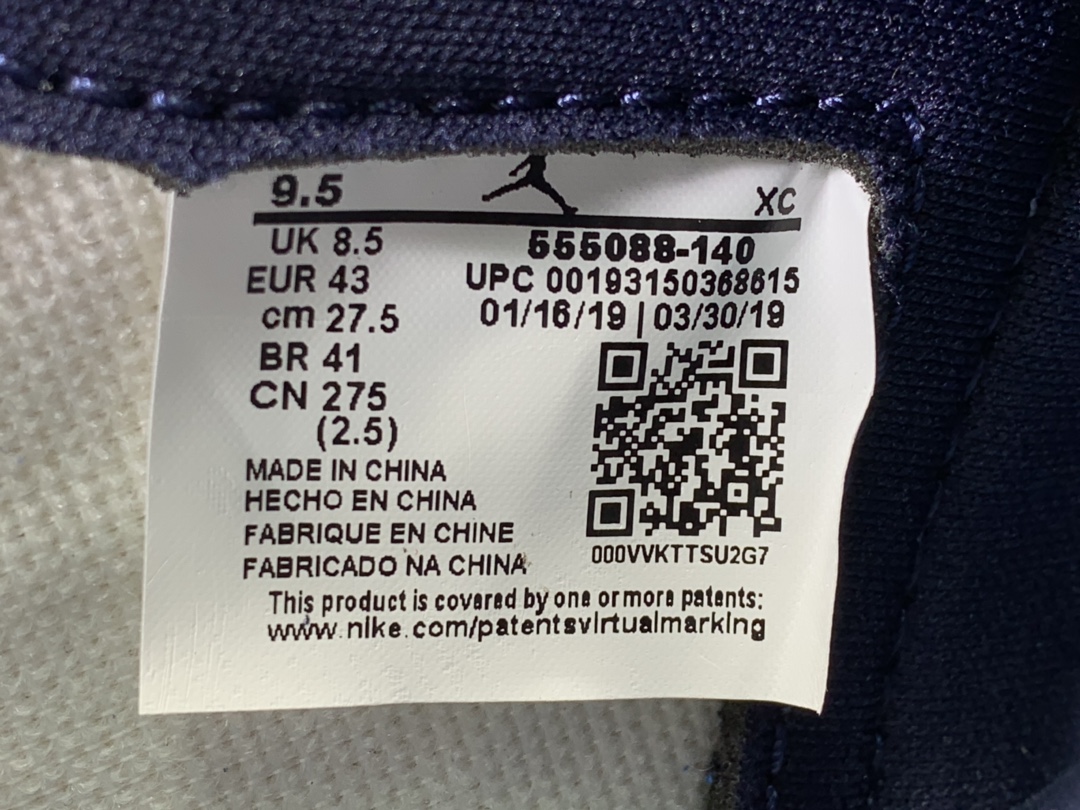 9.5 XC
UK 8.5 555088-140
EUR 43 UPC 00193150368615
cm 27.5 01/16/19 | 03/30/19
BR 41
CN 275
(2.5)
MADE IN CHINA
HECHO EN CHINA
FABRIQUE EN CHINE
FABRICADO NA CHINA
000VVKTTSU2G7
This product is covered by one or more patents:
www.nike.com/patentsvirtualmarking